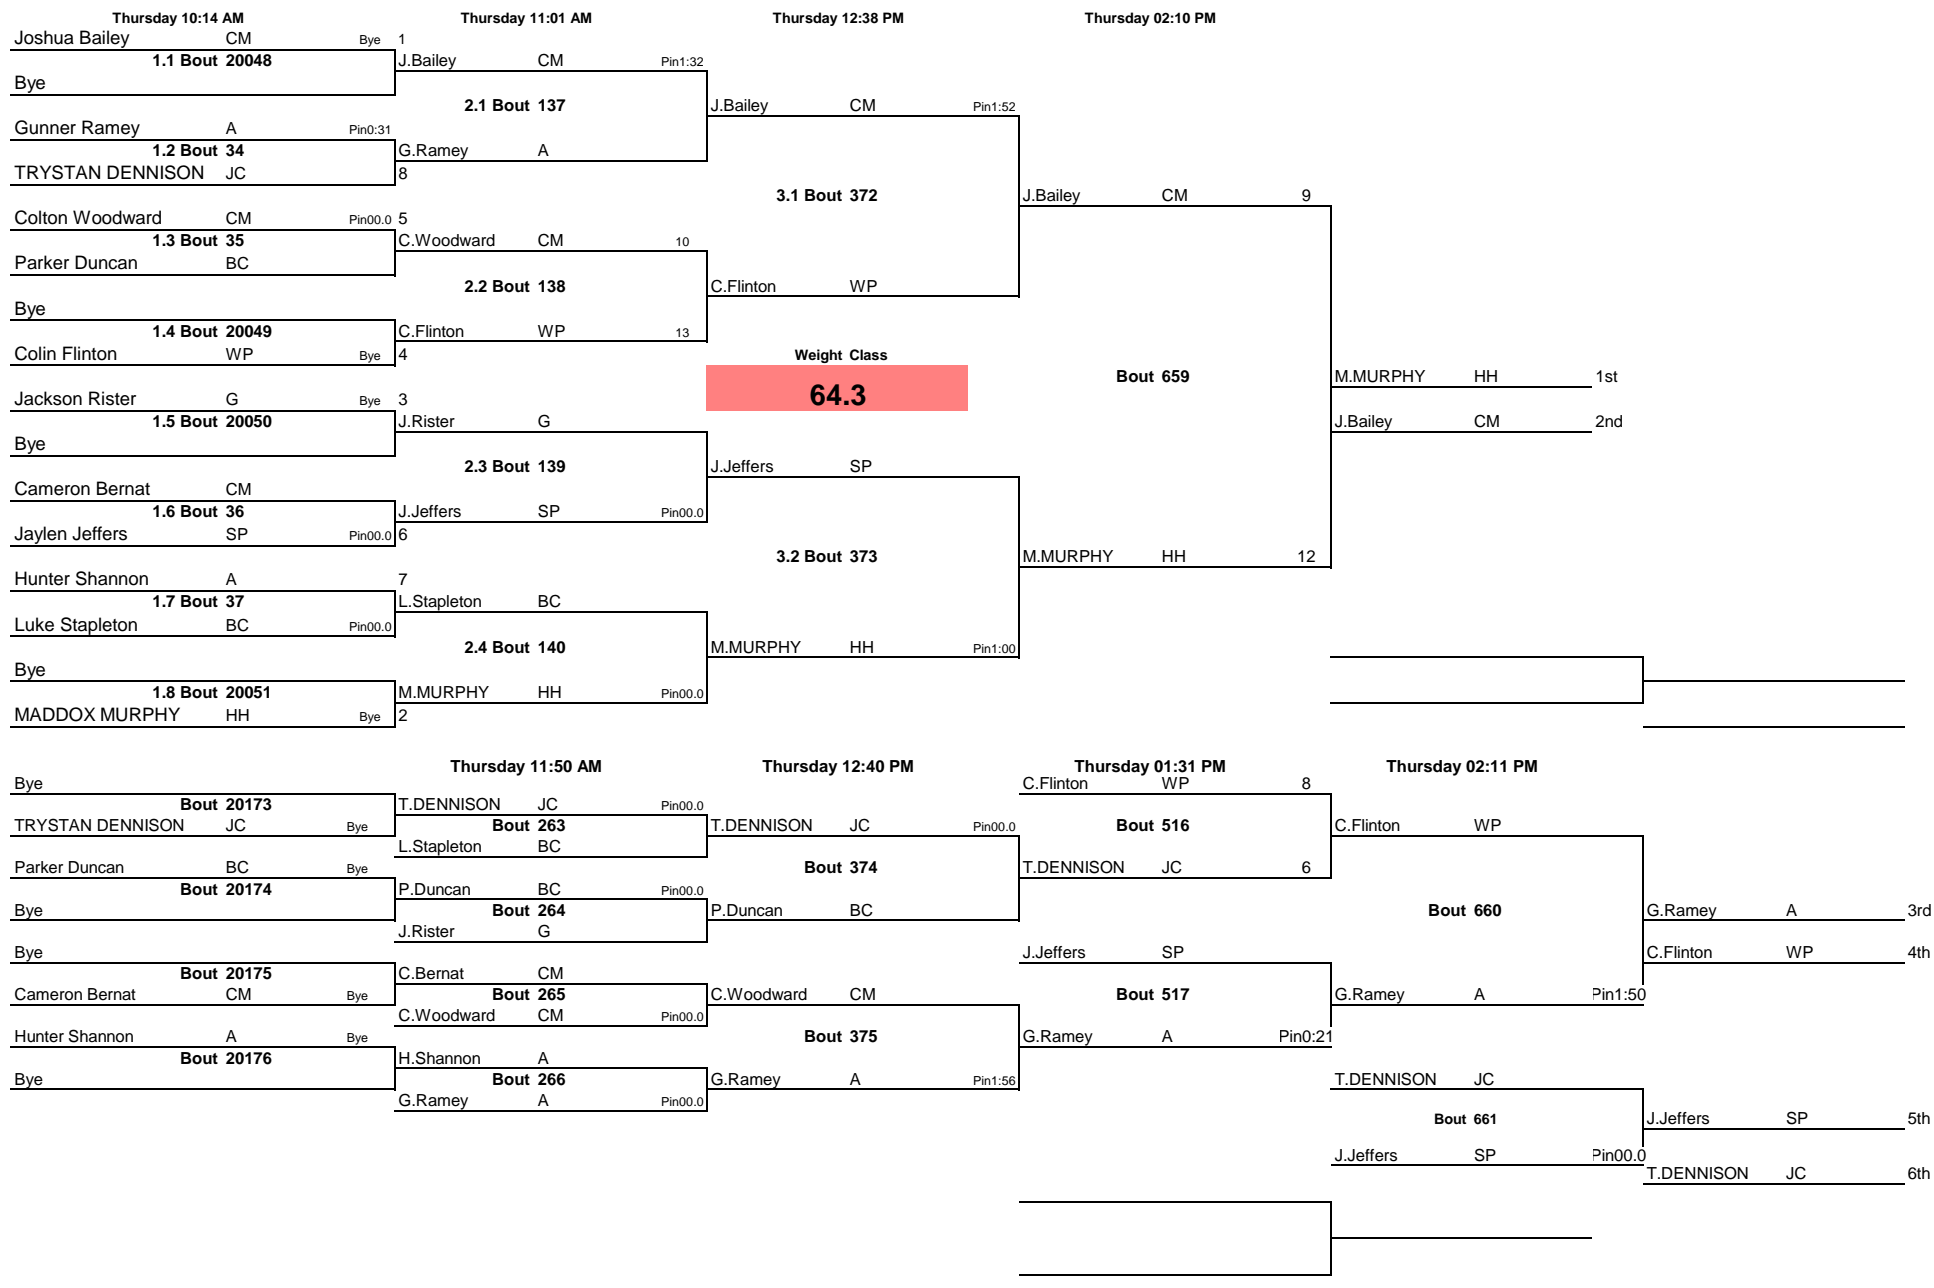 Thursday 10:14 AM Thursday 11:01 AM Thursday 12:38 PM Thursday 02:10 PM
Joshua Bailey CM Bye 1
1.1 Bout 20048 J.Bailey CM Pin1:32
Bye
2.1 Bout 137 J.Bailey CM Pin1:52
Gunner Ramey A Pin0:31
1.2 Bout 34 G.Ramey A
TRYSTAN DENNISON JC 8
3.1 Bout 372 J.Bailey CM 9
Colton Woodward CM Pin00.0 5
1.3 Bout 35 C.Woodward CM 10
Parker Duncan BC
2.2 Bout 138 C.Flinton WP
Bye
1.4 Bout 20049 C.Flinton WP 13
Colin Flinton WP Bye 4 Weight Class
Bout 659 M.MURPHY HH 1st
Jackson Rister G Bye 3 64.3
1.5 Bout 20050 J.Rister G J.Bailey CM 2nd
Bye
2.3 Bout 139 J.Jeffers SP
Cameron Bernat CM
1.6 Bout 36 J.Jeffers SP Pin00.0
Jaylen Jeffers SP Pin00.0 6
3.2 Bout 373 M.MURPHY HH 12
Hunter Shannon A 7
1.7 Bout 37 L.Stapleton BC
Luke Stapleton BC Pin00.0
2.4 Bout 140 M.MURPHY HH Pin1:00
Bye
1.8 Bout 20051 M.MURPHY HH Pin00.0
MADDOX MURPHY HH Bye 2
Thursday 11:50 AM Thursday 12:40 PM Thursday 01:31 PM Thursday 02:11 PM
Bye C.Flinton WP 8
Bout 20173 T.DENNISON JC Pin00.0
TRYSTAN DENNISON JC Bye Bout 263 T.DENNISON JC Pin00.0 Bout 516 C.Flinton WP
L.Stapleton BC
Parker Duncan BC Bye Bout 374 T.DENNISON JC 6
Bout 20174 P.Duncan BC Pin00.0
Bye Bout 264 P.Duncan BC Bout 660 G.Ramey A 3rd
J.Rister G
Bye J.Jeffers SP C.Flinton WP 4th
Bout 20175 C.Bernat CM
Cameron Bernat CM Bye Bout 265 C.Woodward CM Bout 517 G.Ramey A Pin1:50
C.Woodward CM Pin00.0
Hunter Shannon A Bye Bout 375 G.Ramey A Pin0:21
Bout 20176 H.Shannon A
Bye Bout 266 G.Ramey A Pin1:56 T.DENNISON JC
G.Ramey A Pin00.0
Bout 661 J.Jeffers SP 5th
J.Jeffers SP Pin00.0
T.DENNISON JC 6th